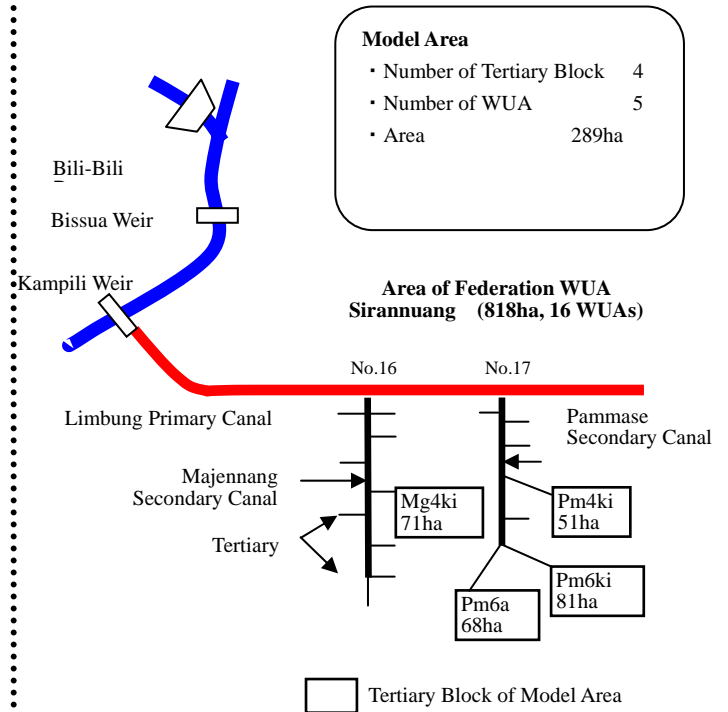 Model Area
・Number of Tertiary Block 4
・Number of WUA 5
・Area 289ha
Bili-Bili
Bissua Weir
Kampili Weir
Area of Federation WUA
Sirannuang (818ha, 16 WUAs)
No.16
No.17
Limbung Primary Canal
Pammase
Secondary Canal
Majennang
Secondary Canal
Tertiary
Mg4ki
71ha
Pm4ki
51ha
Pm6ki
81ha
Pm6a
68ha
Tertiary Block of Model Area